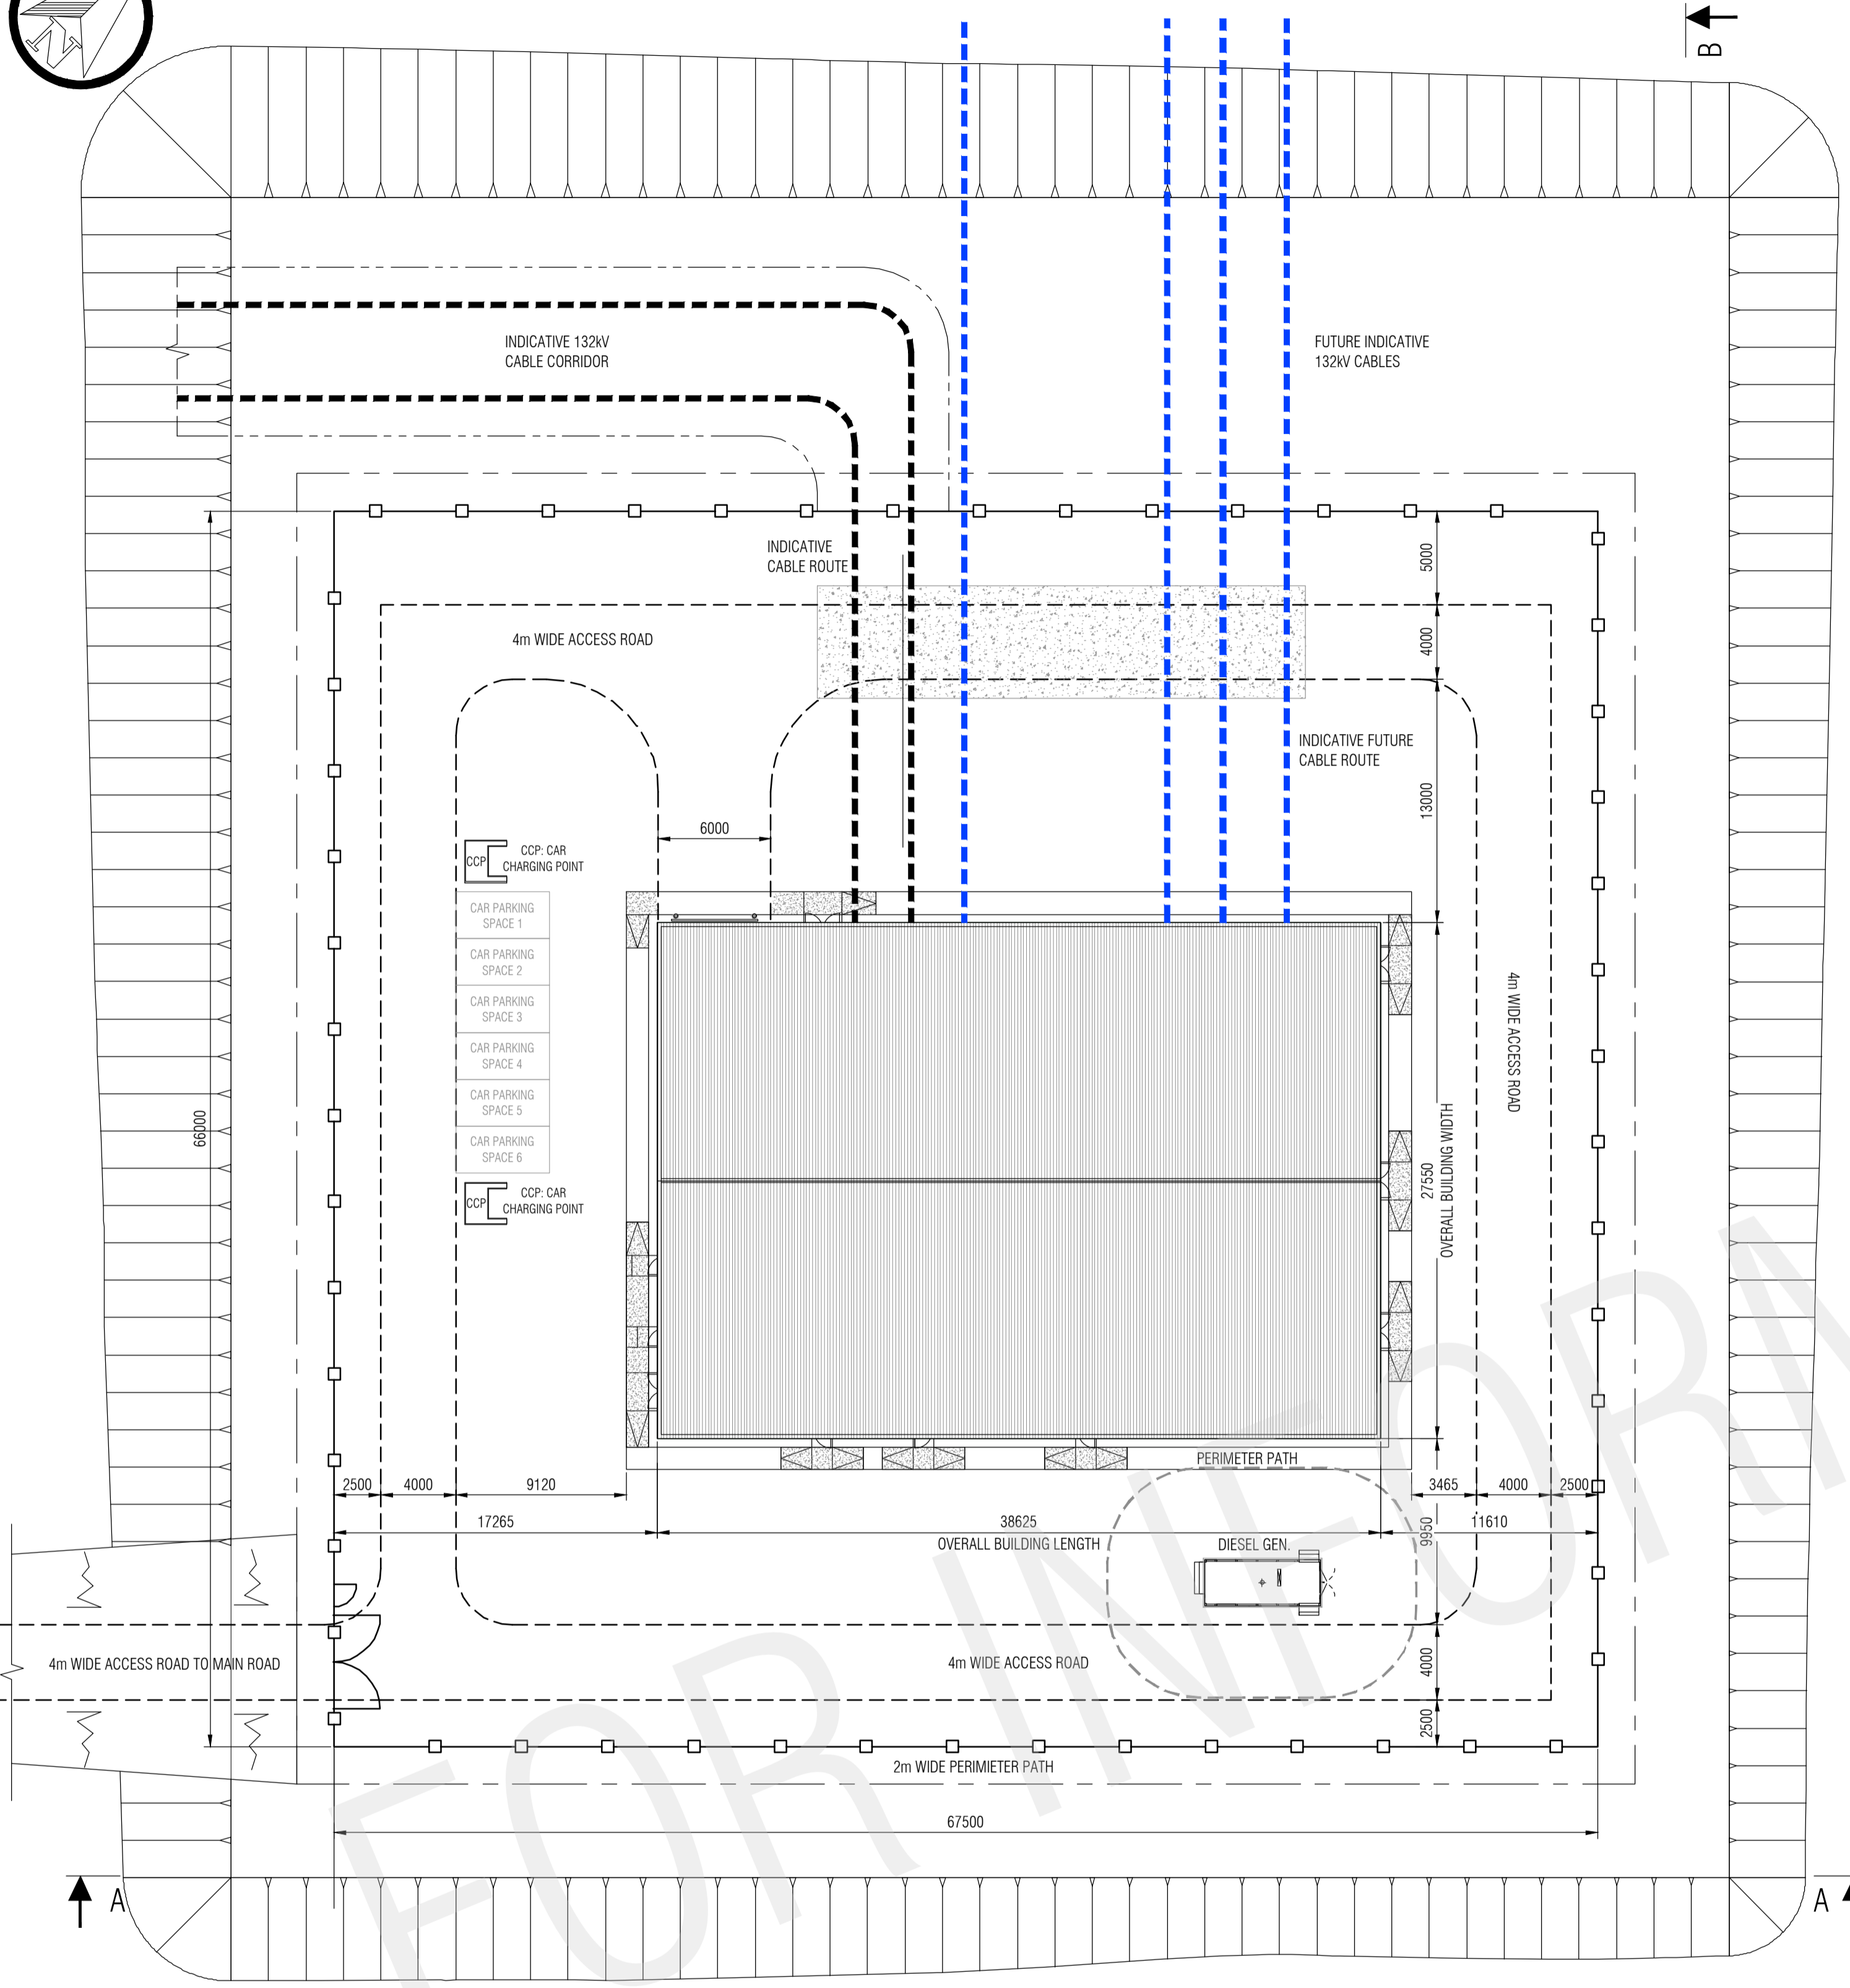 N
B
INDICATIVE 132kV
CABLE CORRIDOR
FUTURE INDICATIVE
132kV CABLES
INDICATIVE
CABLE ROUTE
5000
4m WIDE ACCESS ROAD
4000
INDICATIVE FUTURE
CABLE ROUTE
13000
6000
CCP
CCP: CAR
CHARGING POINT
CAR PARKING
SPACE 1
CAR PARKING
SPACE 2
CAR PARKING
SPACE 3
CAR PARKING
SPACE 4
CAR PARKING
SPACE 5
CAR PARKING
SPACE 6
CCP
CCP: CAR
CHARGING POINT
4m WIDE ACCESS ROAD
66000
27550
OVERALL BUILDING WIDTH
PERIMETER PATH
2500
4000
9120
3465
4000
2500
17265
38625
11610
9950
OVERALL BUILDING LENGTH
DIESEL GEN.
4m WIDE ACCESS ROAD TO MAIN ROAD
4m WIDE ACCESS ROAD
4000
2500
2m WIDE PERIMIETER PATH
67500
A
A
FOR INFORM